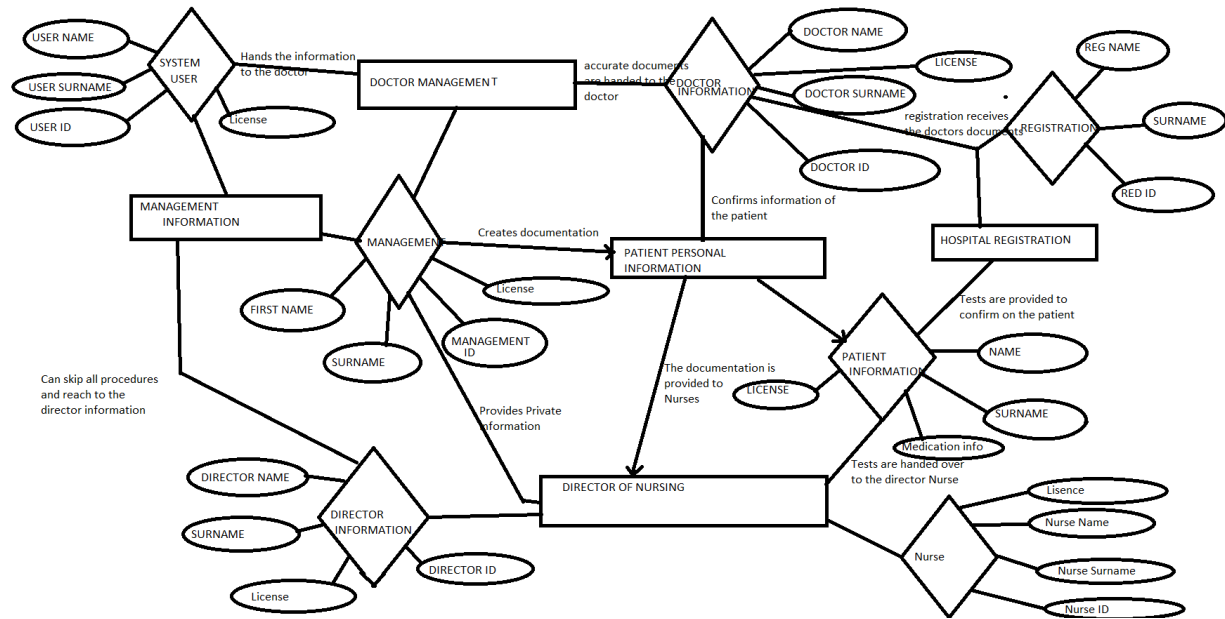 USER NAME
SYSTEM
USER
USER SURNAME
USER ID
License
Hands the information
to the doctor
DOCTOR MANAGEMENT
accurate documents
are handed to the
doctor
DOCTOR
INFORMATION
DOCTOR NAME
LICENSE
DOCTOR SURNAME
DOCTOR ID
registration receives
the doctors documents
REG NAME
REGISTRATION
SURNAME
RED ID
MANAGEMENT
INFORMATION
MANAGEMENT
Creates documentation
License
FIRST NAME
SURNAME
MANAGEMENT
ID
Confirms information of
the patient
PATIENT PERSONAL
INFORMATION
HOSPITAL REGISTRATION
Tests are provided to
confirm on the patient
PATIENT
INFORMATION
NAME
LICENSE
SURNAME
Medication info
Can skip all procedures
and reach to the
director information
The documentation is
provided to
Nurses
Provides Private
information
Tests are handed over
to the director Nurse
DIRECTOR NAME
DIRECTOR
INFORMATION
SURNAME
DIRECTOR ID
License
DIRECTOR OF NURSING
Nurse
Lisence
Nurse Name
Nurse Surname
Nurse ID